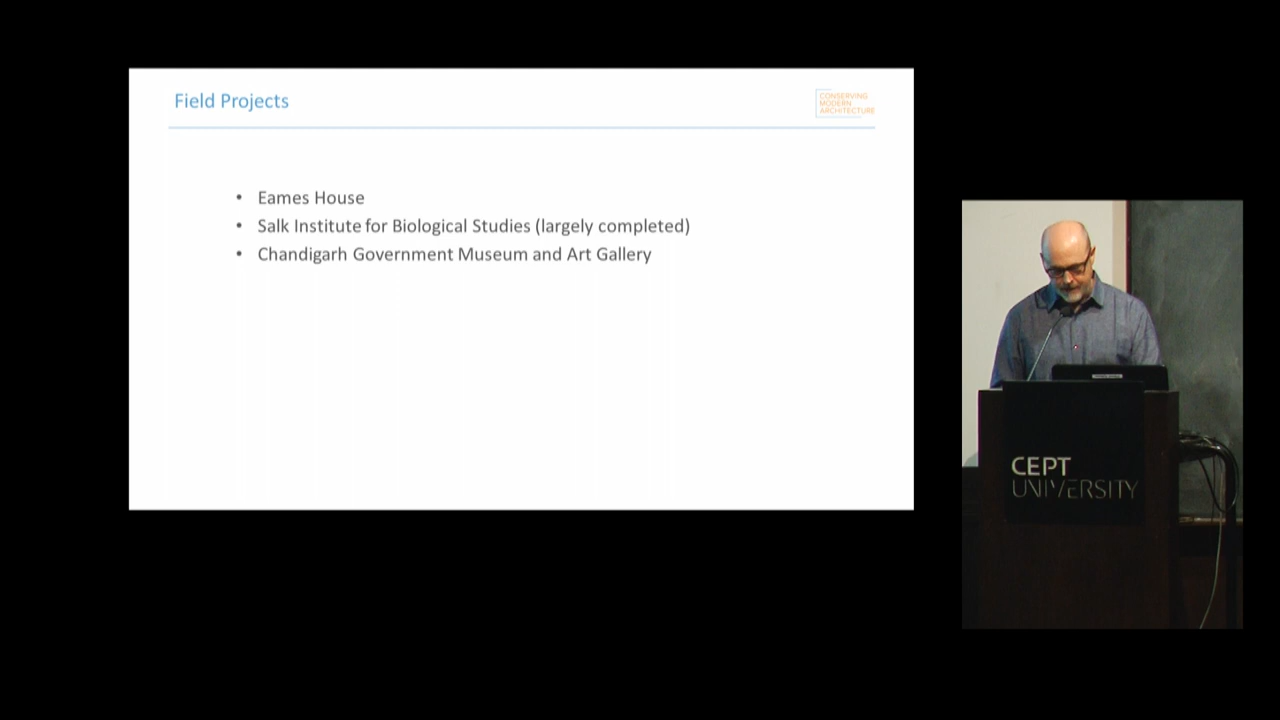 Field Projects
CONSERVING
MODERN
ARCHITECTURE
• Eames House
• Salk Institute for Biological Studies (largely completed)
• Chandigarh Government Museum and Art Gallery
CEPT
UNIVERSITY